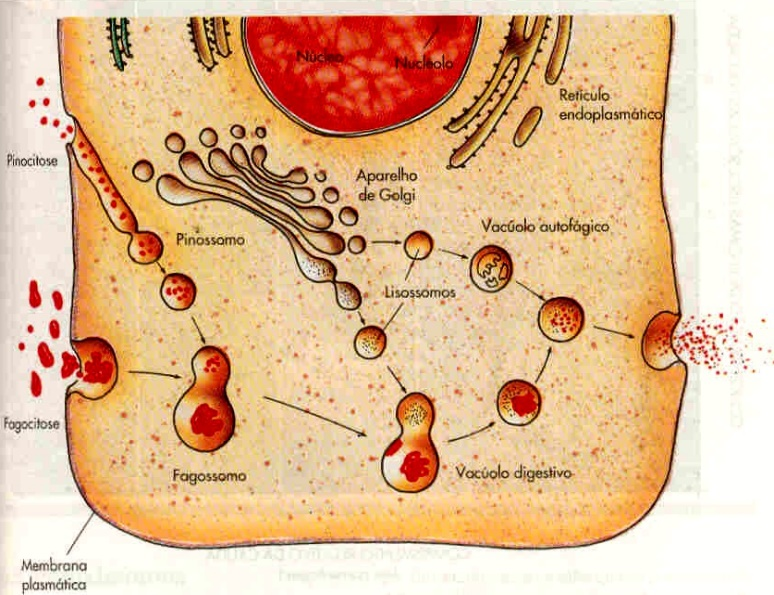 Núcleo
Nucléolo
Retículo
endoplasmático
Pinocitose
Aparelho
de Golgi
Pinossomo
Vacúolo autofágico
Lisossomos
Fagocitose
Fagossomo
Vacúolo digestivo
Membrana
plasmática